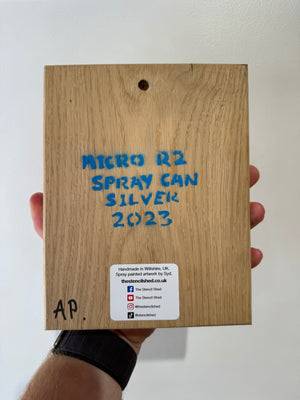 MICRO R2
SPRAY CAN
SILVER
2023
Handmade in Wiltshire, UK.
Spray painted artwork by Syd.
thestencilshed.co.uk
The Stencil Shed
The Stencil Shed
@thestencilshed
@stencilshed
A.P.